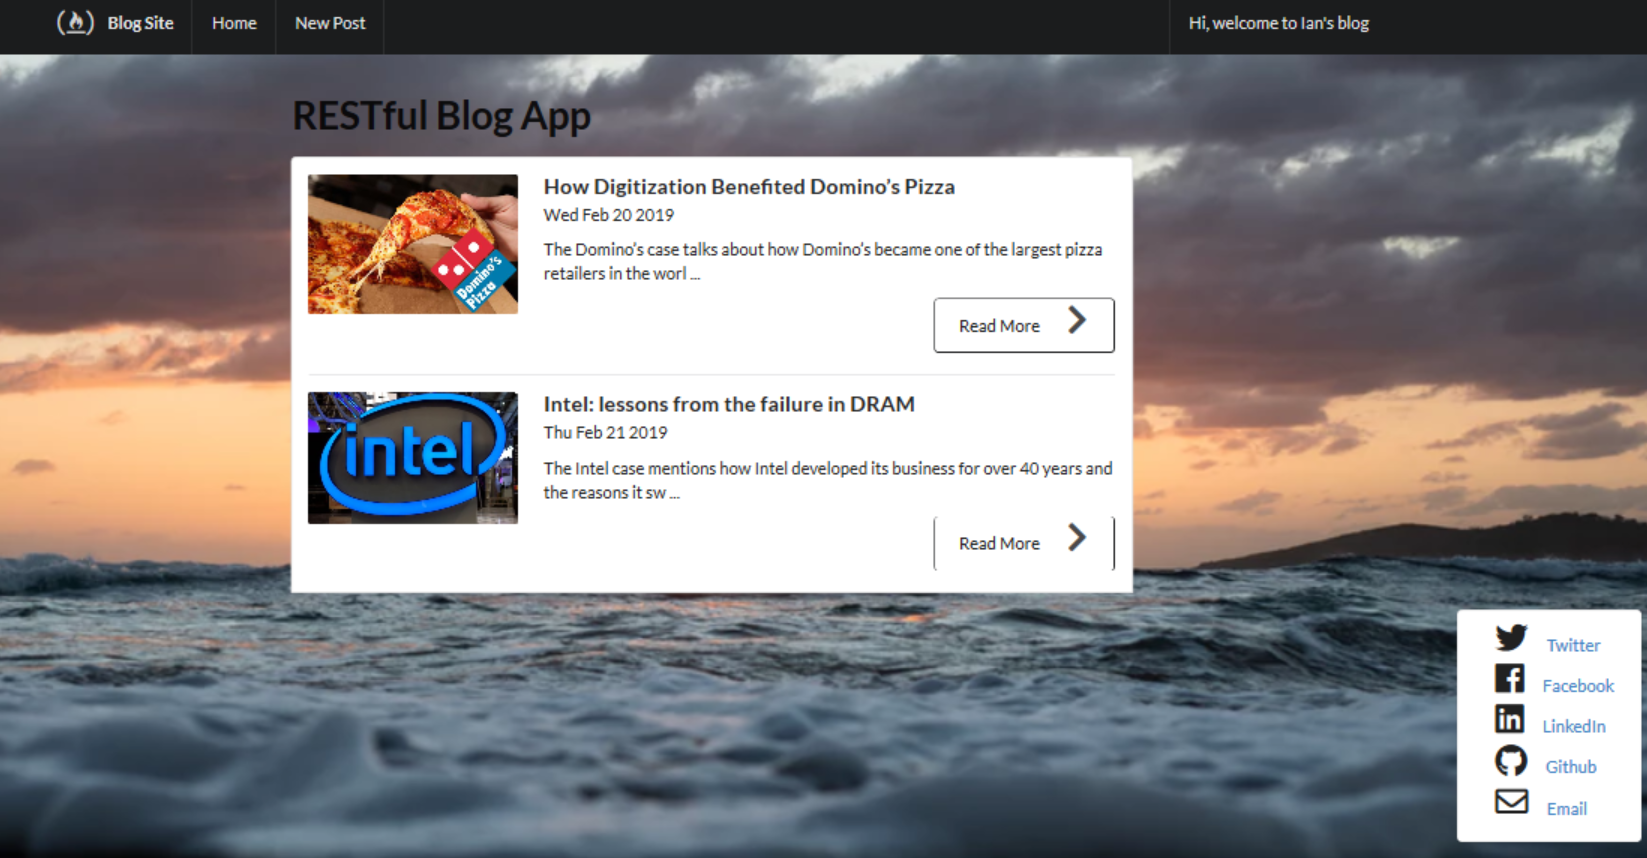 Blog Site
Home
New Post
Hi, welcome to Ian's blog
RESTful Blog App
Domino's
Pizza
How Digitization Benefited Domino’s Pizza
Wed Feb 20 2019
The Domino’s case talks about how Domino’s became one of the largest pizza
retailers in the worl ...
Read More
intel
Intel: lessons from the failure in DRAM
Thu Feb 21 2019
The Intel case mentions how Intel developed its business for over 40 years and
the reasons it sw ...
Read More
Twitter
Facebook
in LinkedIn
Github
Email